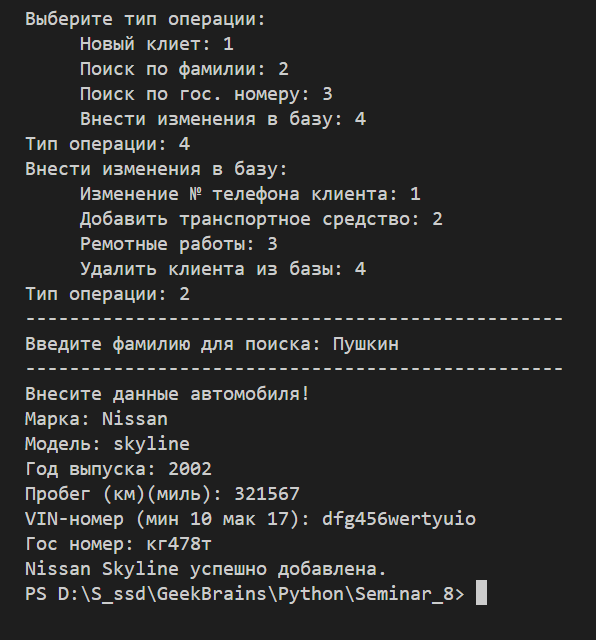 Выберите тип операции:
Новый клиет: 1
Поиск по фамилии: 2
Поиск по гос. номеру: 3
Внести изменения в базу: 4
Тип операции: 4
Внести изменения в базу:
Изменение № телефона клиента: 1
Добавить транспортное средство: 2
Ремотные работы: 3
Удалить клиента из базы: 4
Тип операции: 2
-------------------------------------------------
Введите фамилию для поиска: Пушкин
-------------------------------------------------
Внесите данные автомобиля!
Марка: Nissan
Модель: skyline
Год выпуска: 2002
Пробег (км)(миль): 321567
VIN-номер (мин 10 мак 17): dfg456wertyuio
Гос номер: кг478т
Nissan Skyline успешно добавлена.
PS D:\S_ssd\GeekBrains\Python\Seminar_8>